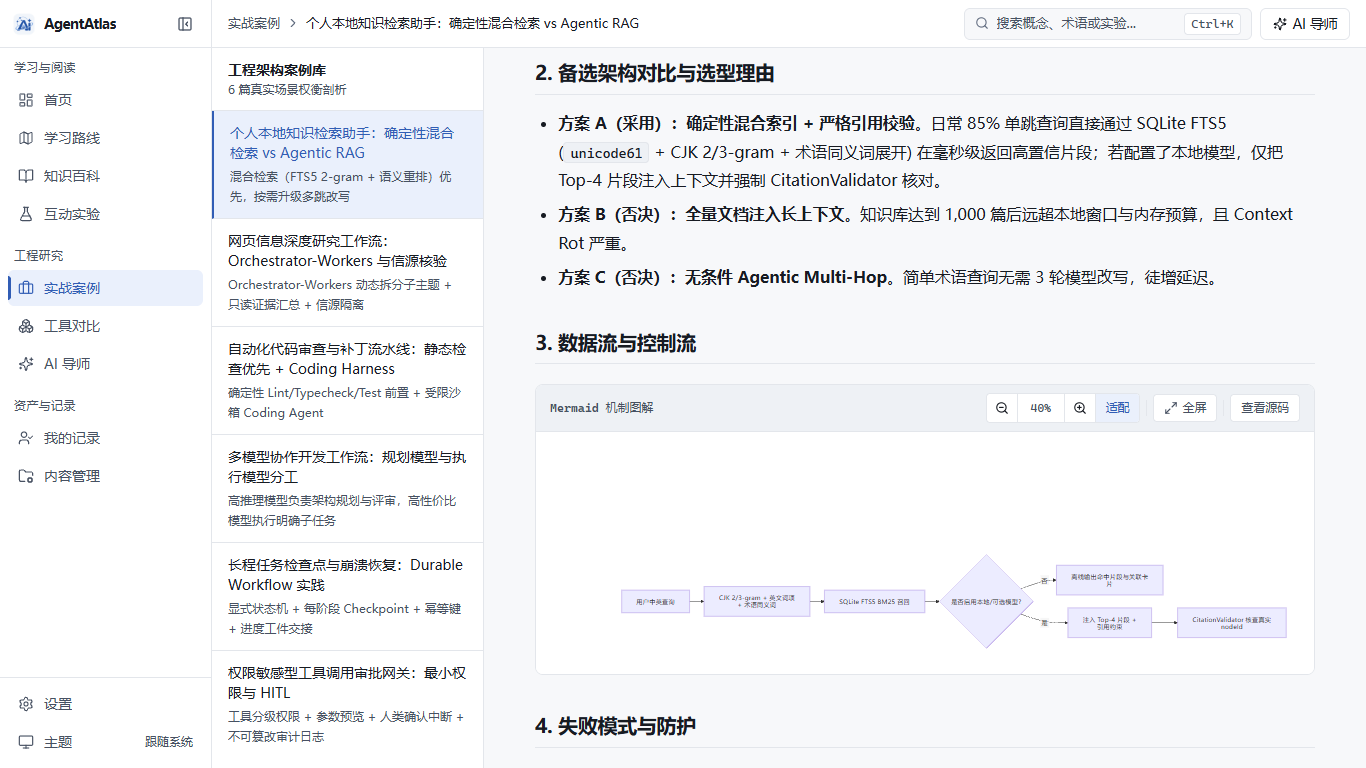 AgentAtlas
学习与阅读
首页
学习路线
知识百科
互动实验
工程研究
实战案例
工具对比
AI 导师
资产与记录
我的记录
内容管理
设置
主题
跟随系统
实战案例 > 个人本地知识检索助手：确定性混合检索 vs Agentic RAG
搜索概念、术语或实验...
Ctrl+K
AI 导师
工程架构案例库
6 篇真实场景权衡剖析
个人本地知识检索助手：确定性混合
检索 vs Agentic RAG
混合检索（FTS5 2-gram + 语义重排）优
先，按需升级多跳改写
网页信息深度研究工作流：
Orchestrator-Workers 与信源核验
Orchestrator-Workers 动态拆分子主题 +
只读证据汇总 + 信源隔离
自动化代码审查与补丁流水线：静态检
查优先 + Coding Harness
确定性 Lint/Typecheck/Test 前置 + 受限沙
箱 Coding Agent
多模型协作开发工作流：规划模型与执
行模型分工
高推理模型负责架构规划与评审，高性价比
模型执行明确子任务
长程任务检查点与崩溃恢复：Durable
Workflow 实践
显式状态机 + 每阶段 Checkpoint + 幂等键
+ 进度工件交接
权限敏感型工具调用审批网关：最小权
限与 HITL
工具分级权限 + 参数预览 + 人类确认中断 +
不可篡改审计日志
2. 备选架构对比与选型理由
• 方案 A（采用）：确定性混合索引 + 严格引用校验。日常 85% 单跳查询直接通过 SQLite FTS5
( unicode61 + CJK 2/3-gram + 术语同义词展开) 在毫秒级返回高置信片段；若配置了本地模型，仅把
Top-4 片段注入上下文并强制 CitationValidator 核对。
• 方案 B（否决）：全量文档注入长上下文。知识库达到 1,000 篇后远超本地窗口与内存预算，且 Context
Rot 严重。
• 方案 C（否决）：无条件 Agentic Multi-Hop。简单术语查询无需 3 轮模型改写，徒增延迟。
3. 数据流与控制流
Mermaid 机制图解
40%
适配
全屏
查看源码
用户中英查询
CJK 2/3-gram + 英文词项
+ 术语同义词
SQLite FTS5 BM25 召回
是否启用本地/可选模型?
否
离线输出命中片段与关联卡
片
是
注入 Top-4 片段 +
引用约束
CitationValidator 核查真实
nodeId
4. 失败模式与防护